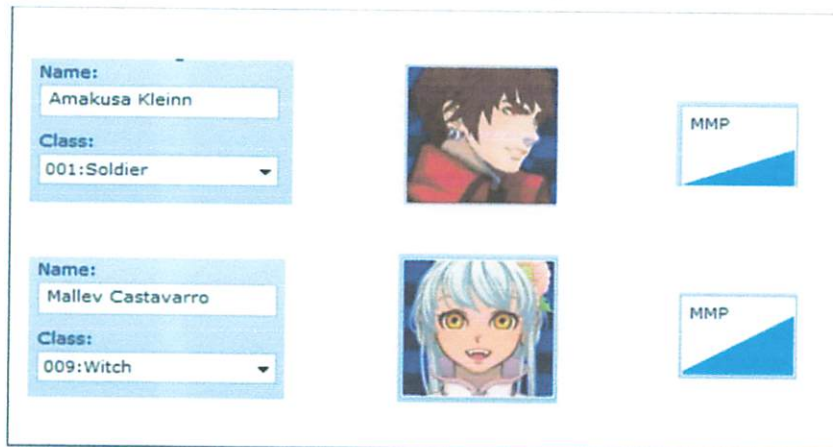 Name:
Amakusa Kleinn
Class:
001:Soldier
MMP
Name:
Mallev Castavarro
Class:
009:Witch
MMP